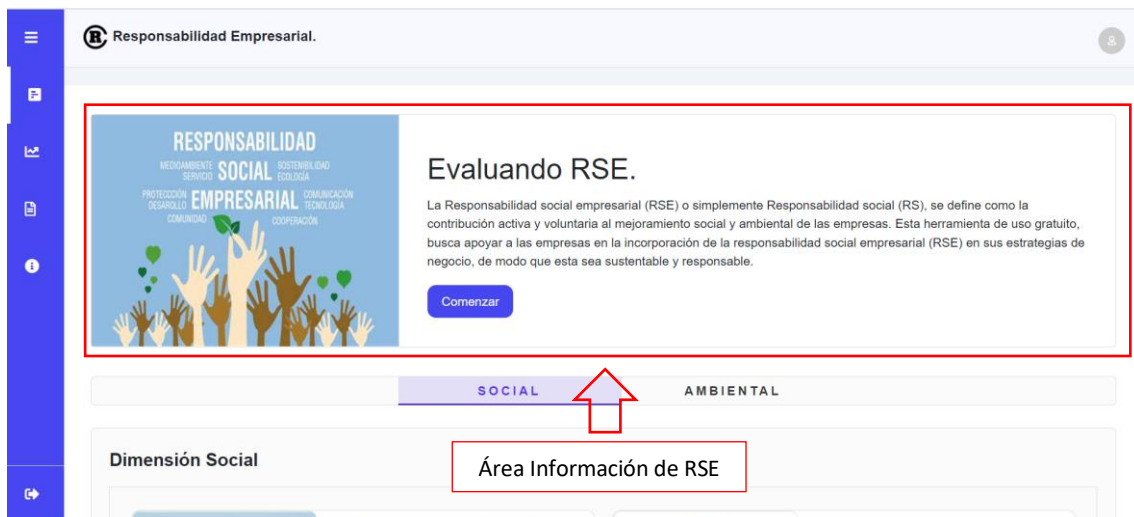 Responsabilidad Empresarial.
RESPONSABILIDAD
MEDIOAMBIENTE SOCIAL SOSTENIBILIDAD
SERVICIO ECOLOGÍA
PROTECCCIÓN EMPRESARIAL COMUNICACIÓN
DESAROLLO TECNOLOGÍA
COMUNIDAD COOPERACIÓN
Evaluando RSE.
La Responsabilidad social empresarial (RSE) o simplemente Responsabilidad social (RS), se define como la
contribución activa y voluntaria al mejoramiento social y ambiental de las empresas. Esta herramienta de uso gratuito,
busca apoyar a las empresas en la incorporación de la responsabilidad social empresarial (RSE) en sus estrategias de
negocio, de modo que esta sea sustentable y responsable.
Comenzar
SOCIAL AMBIENTAL
Dimensión Social
Área Información de RSE